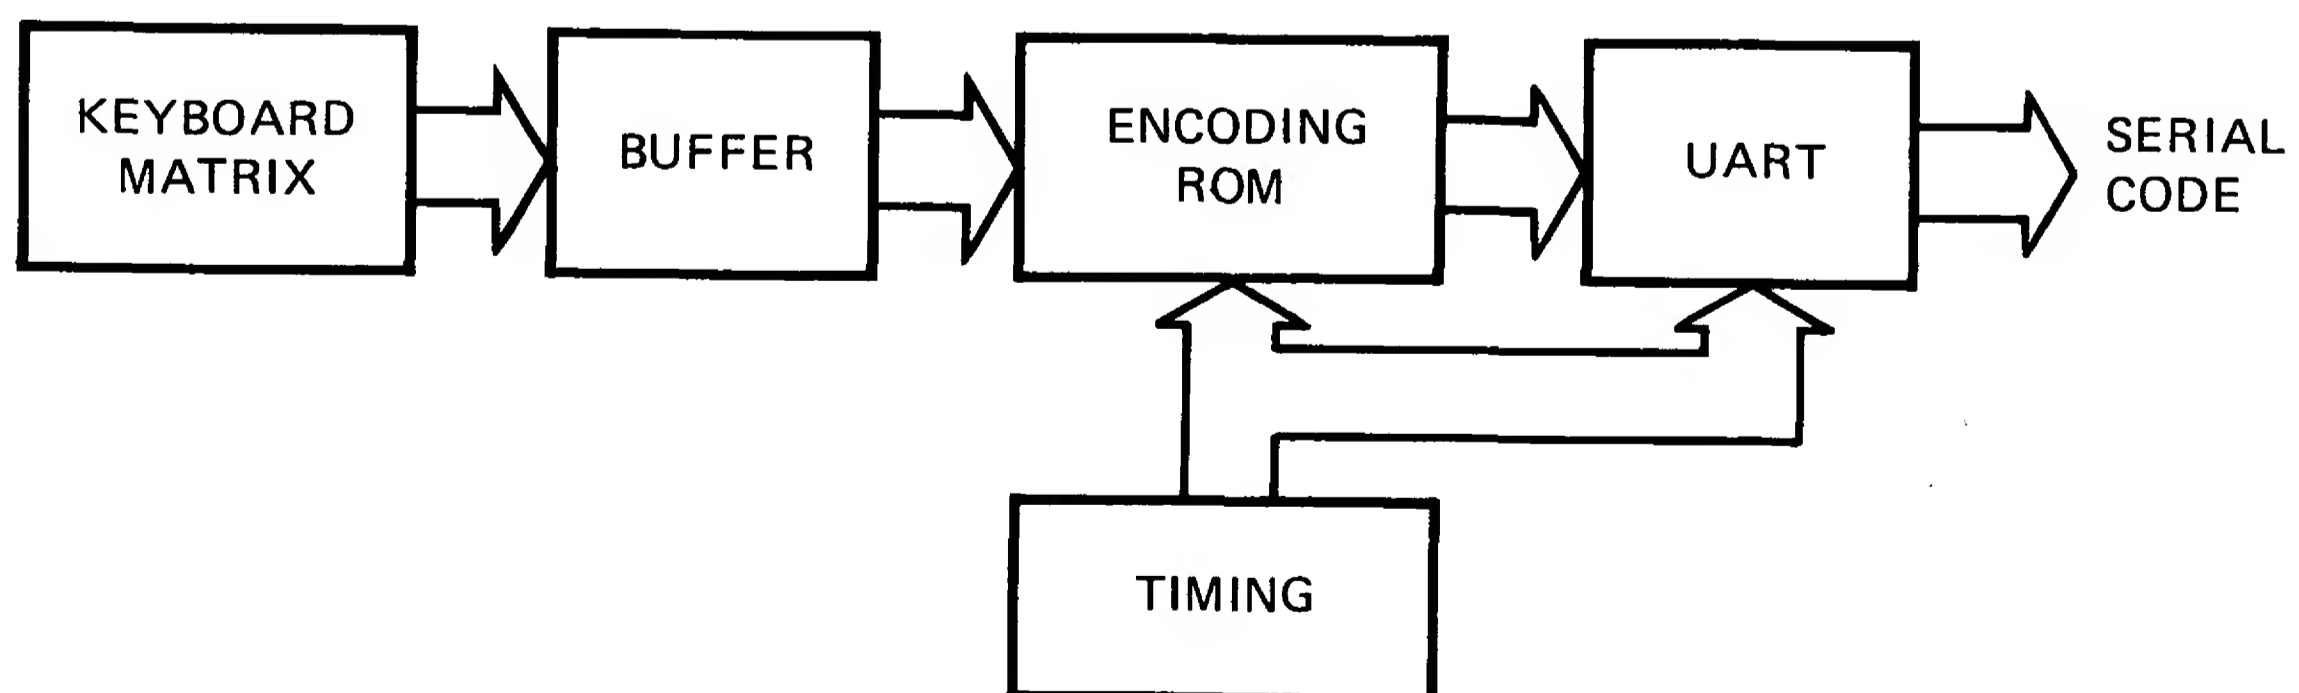 KEYBOARD
MATRIX
BUFFER
ENCODING
ROM
UART
SERIAL
CODE
TIMING